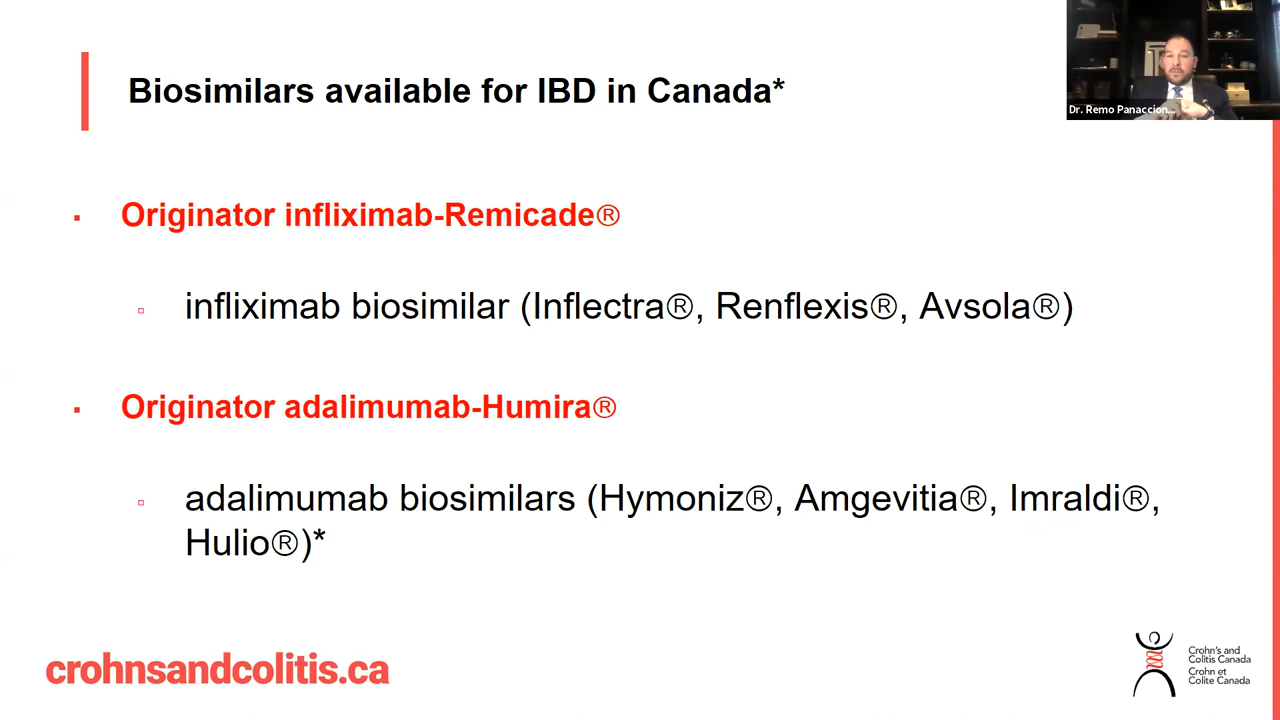 Biosimilars available for IBD in Canada*
Dr. Remo Panaccion...
Originator infliximab-Remicade®
infliximab biosimilar (Inflectra®, Renflexis®, Avsola®)
Originator adalimumab-Humira®
adalimumab biosimilars (Hymoniz®, Amgevitia®, Imraldi®,
Hulio®)*
crohnsandcolitis.ca
Crohn's and
Colitis Canada
Crohn et
Colite Canada